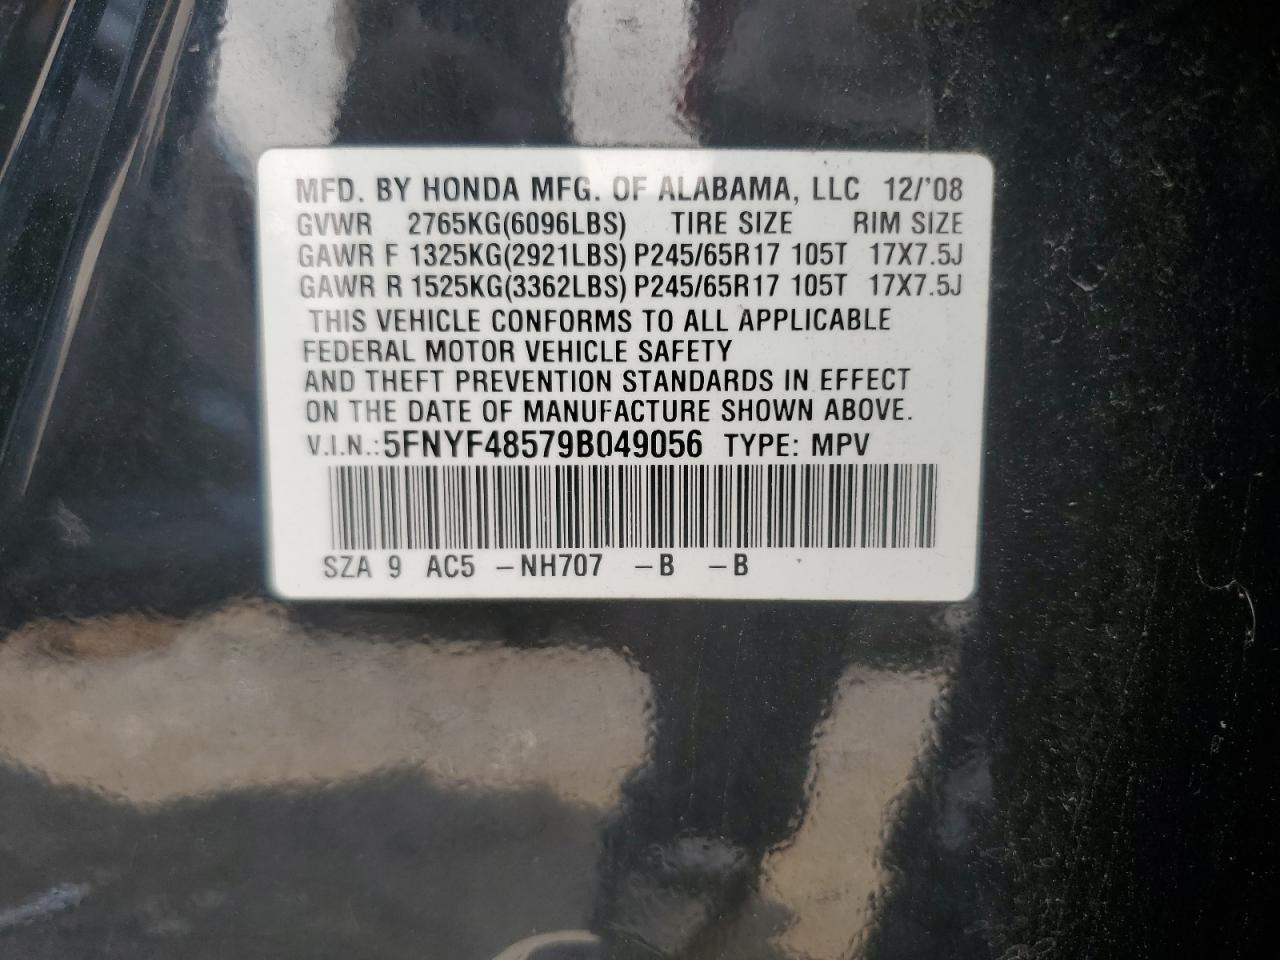 MFD. BY HONDA MFG. OF ALABAMA, LLC 12/'08
GVWR 2765KG(6096LBS) TIRE SIZE RIM SIZE
GAWR F 1325KG(2921LBS) P245/65R17 105T 17X7.5J
GAWR R 1525KG(3362LBS) P245/65R17 105T 17X7.5J
THIS VEHICLE CONFORMS TO ALL APPLICABLE
FEDERAL MOTOR VEHICLE SAFETY
AND THEFT PREVENTION STANDARDS IN EFFECT
ON THE DATE OF MANUFACTURE SHOWN ABOVE.
V.I.N.: 5FNYF48579B049056 TYPE: MPV
SZA 9 AC5 -NH707 -B -B